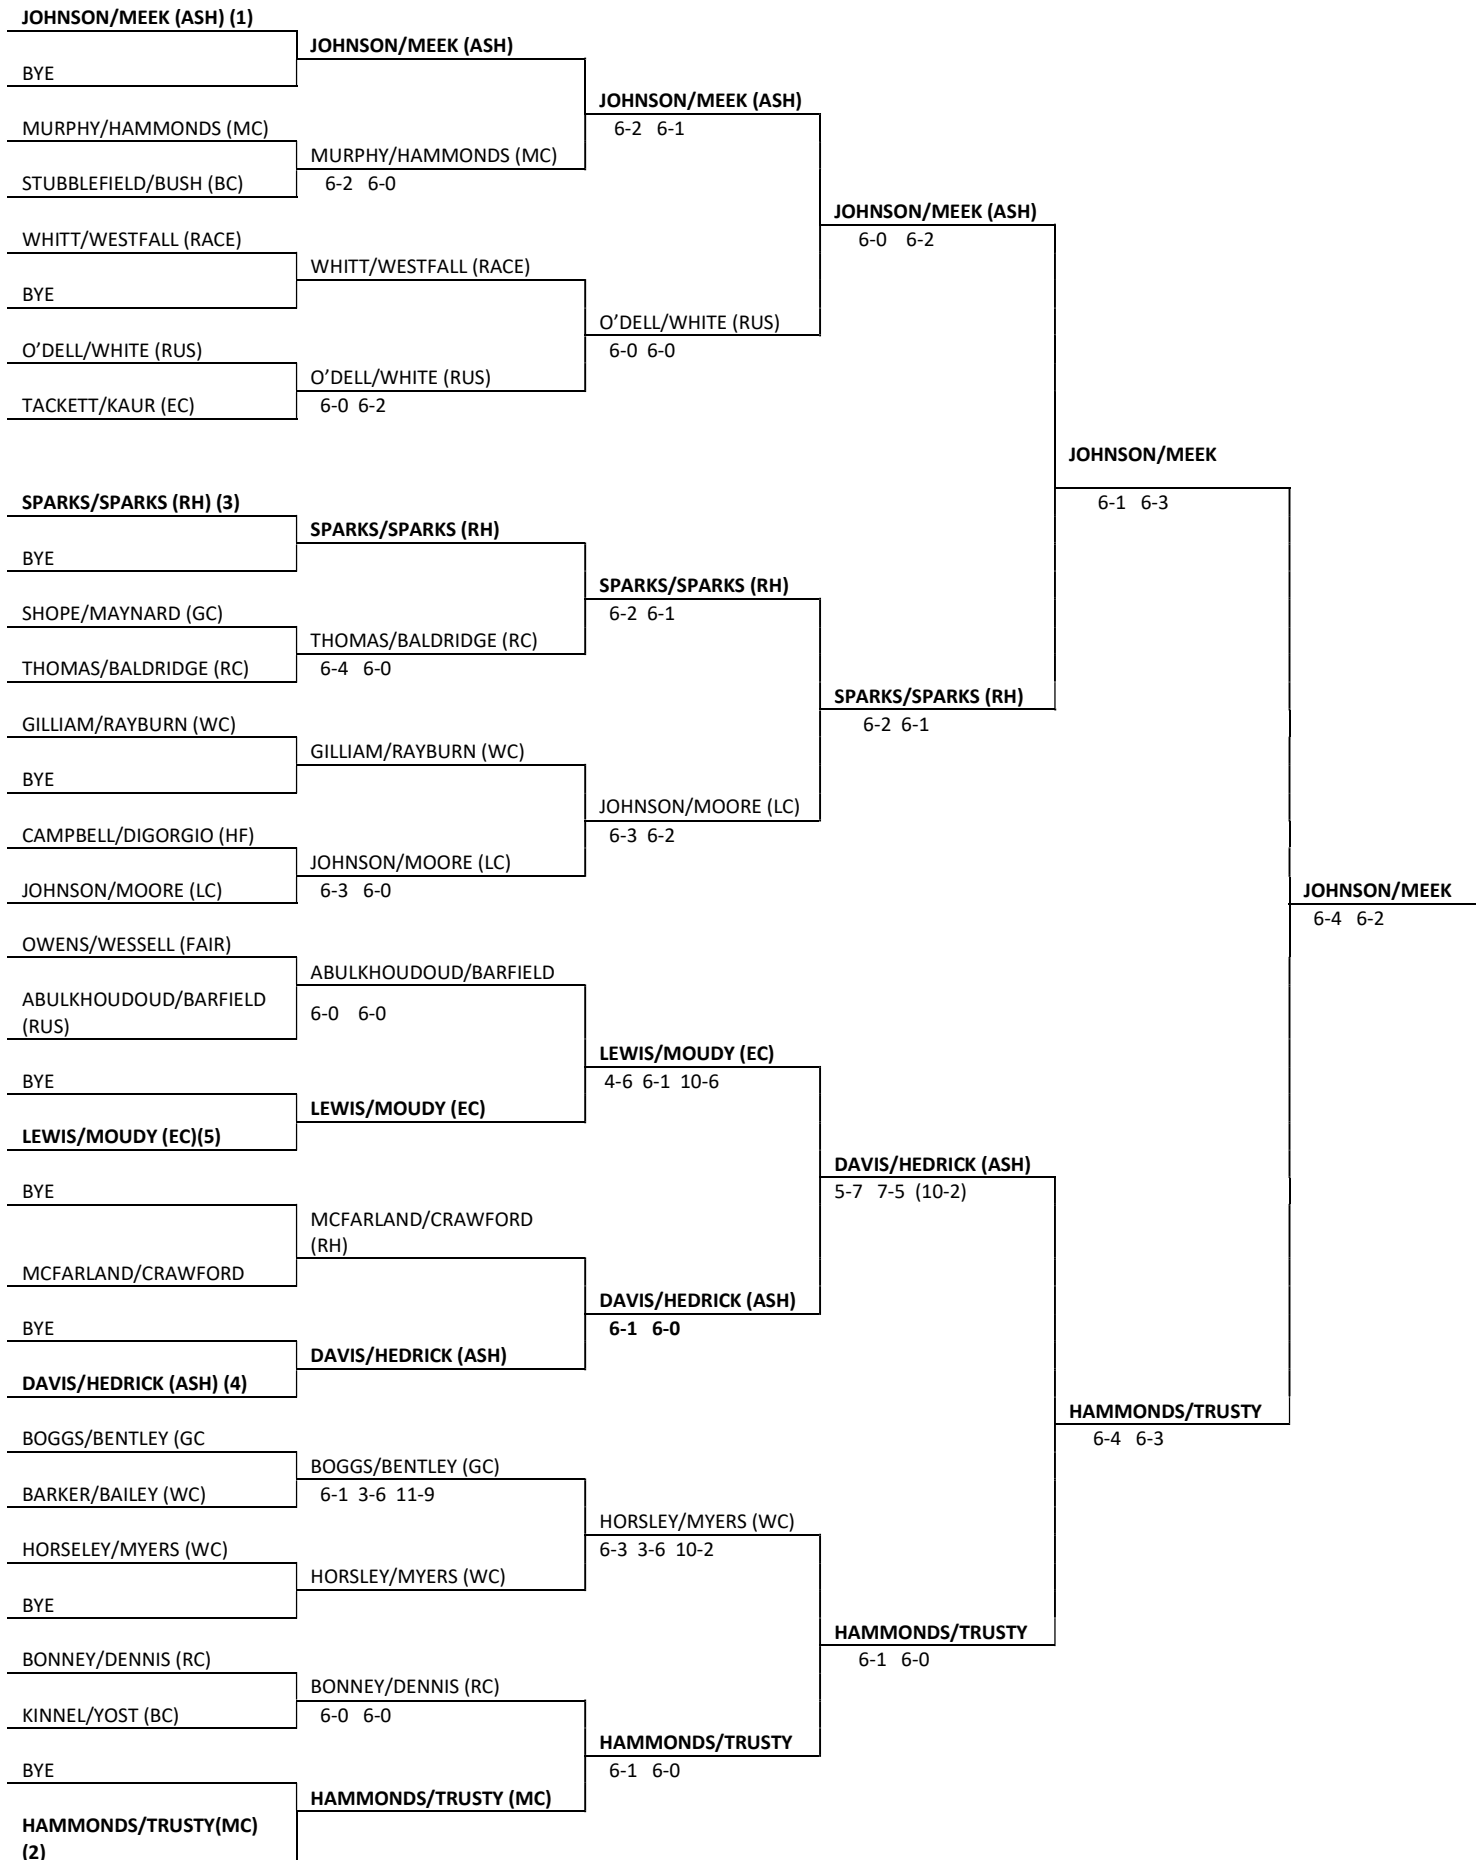 JOHNSON/MEEK (ASH) (1)
BYE
MURPHY/HAMMONDS (MC)
STUBBLEFIELD/BUSH (BC)
WHITT/WESTFALL (RACE)
BYE
O’DELL/WHITE (RUS)
TACKETT/KAUR (EC)
SPARKS/SPARKS (RH) (3)
BYE
SHOPE/MAYNARD (GC)
THOMAS/BALDRIDGE (RC)
GILLIAM/RAYBURN (WC)
BYE
CAMPBELL/DIGORGIO (HF)
JOHNSON/MOORE (LC)
OWENS/WESSELL (FAIR)
ABULKHOUDOUD/BARFIELD
(RUS)
BYE
LEWIS/MOUDY (EC)(5)
BYE
MCFARLAND/CRAWFORD
BYE
DAVIS/HEDRICK (ASH) (4)
BOGGS/BENTLEY (GC
BARKER/BAILEY (WC)
HORSELEY/MYERS (WC)
BYE
BONNEY/DENNIS (RC)
KINNEL/YOST (BC)
BYE
HAMMONDS/TRUSTY(MC)
(2)
JOHNSON/MEEK (ASH)
MURPHY/HAMMONDS (MC)
6-2 6-0
WHITT/WESTFALL (RACE)
O’DELL/WHITE (RUS)
6-0 6-2
SPARKS/SPARKS (RH)
THOMAS/BALDRIDGE (RC)
6-4 6-0
GILLIAM/RAYBURN (WC)
JOHNSON/MOORE (LC)
6-3 6-0
ABULKHOUDOUD/BARFIELD
6-0 6-0
LEWIS/MOUDY (EC)
MCFARLAND/CRAWFORD
(RH)
DAVIS/HEDRICK (ASH)
BOGGS/BENTLEY (GC)
6-1 3-6 11-9
HORSLEY/MYERS (WC)
BONNEY/DENNIS (RC)
6-0 6-0
HAMMONDS/TRUSTY (MC)
JOHNSON/MEEK (ASH)
6-2 6-1
O’DELL/WHITE (RUS)
6-0 6-0
SPARKS/SPARKS (RH)
6-2 6-1
JOHNSON/MOORE (LC)
6-3 6-2
LEWIS/MOUDY (EC)
4-6 6-1 10-6
DAVIS/HEDRICK (ASH)
6-1 6-0
HORSLEY/MYERS (WC)
6-3 3-6 10-2
HAMMONDS/TRUSTY
6-1 6-0
JOHNSON/MEEK (ASH)
6-0 6-2
SPARKS/SPARKS (RH)
6-2 6-1
DAVIS/HEDRICK (ASH)
5-7 7-5 (10-2)
HAMMONDS/TRUSTY
6-1 6-0
JOHNSON/MEEK
6-1 6-3
HAMMONDS/TRUSTY
6-4 6-3
JOHNSON/MEEK
6-4 6-2